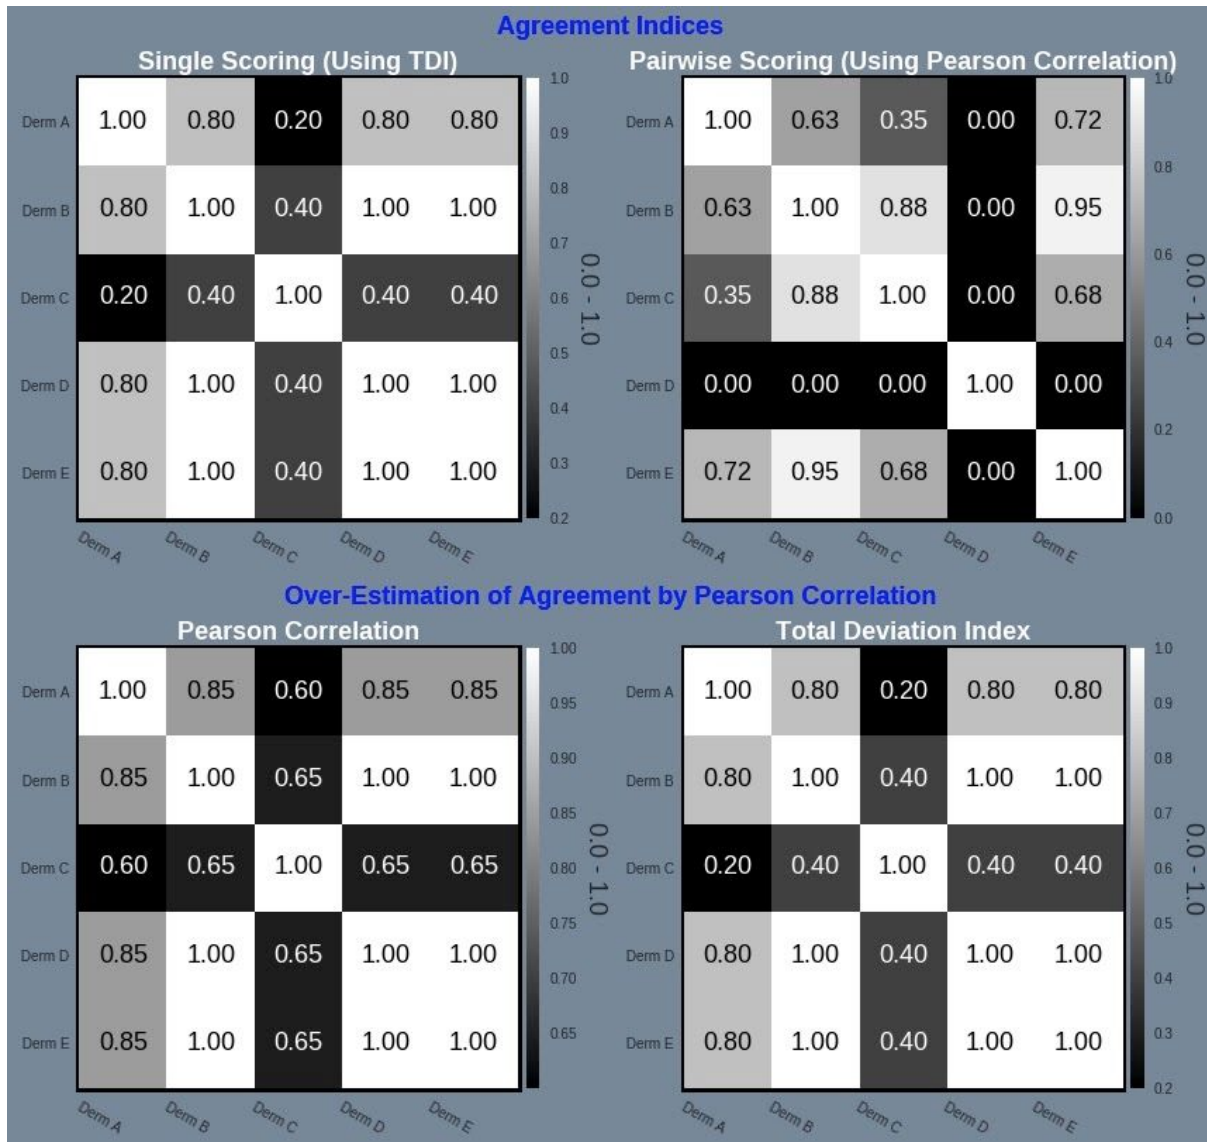 Agreement Indices
Single Scoring (Using TDI)
Derm A 1.00 0.80 0.20 0.80 0.80
Derm B 0.80 1.00 0.40 1.00 1.00
Derm C 0.20 0.40 1.00 0.40 0.40
Derm D 0.80 1.00 0.40 1.00 1.00
Derm E 0.80 1.00 0.40 1.00 1.00
Derm A Derm B Derm C Derm D Derm E
1.0
0.9
0.8
0.7
0.6
0.5
0.4
0.3
0.2
0.0 - 1.0
Pairwise Scoring (Using Pearson Correlation)
Derm A 1.00 0.63 0.35 0.00 0.72
Derm B 0.63 1.00 0.88 0.00 0.95
Derm C 0.35 0.88 1.00 0.00 0.68
Derm D 0.00 0.00 0.00 1.00 0.00
Derm E 0.72 0.95 0.68 0.00 1.00
Derm A Derm B Derm C Derm D Derm E
1.0
0.8
0.6
0.4
0.2
0.0
0.0 - 1.0
Over-Estimation of Agreement by Pearson Correlation
Pearson Correlation
Derm A 1.00 0.85 0.60 0.85 0.85
Derm B 0.85 1.00 0.65 1.00 1.00
Derm C 0.60 0.65 1.00 0.65 0.65
Derm D 0.85 1.00 0.65 1.00 1.00
Derm E 0.85 1.00 0.65 1.00 1.00
Derm A Derm B Derm C Derm D Derm E
1.00
0.95
0.90
0.85
0.80
0.75
0.70
0.65
0.0 - 1.0
Total Deviation Index
Derm A 1.00 0.80 0.20 0.80 0.80
Derm B 0.80 1.00 0.40 1.00 1.00
Derm C 0.20 0.40 1.00 0.40 0.40
Derm D 0.80 1.00 0.40 1.00 1.00
Derm E 0.80 1.00 0.40 1.00 1.00
Derm A Derm B Derm C Derm D Derm E
1.0
0.9
0.8
0.7
0.6
0.5
0.4
0.3
0.2
0.0 - 1.0